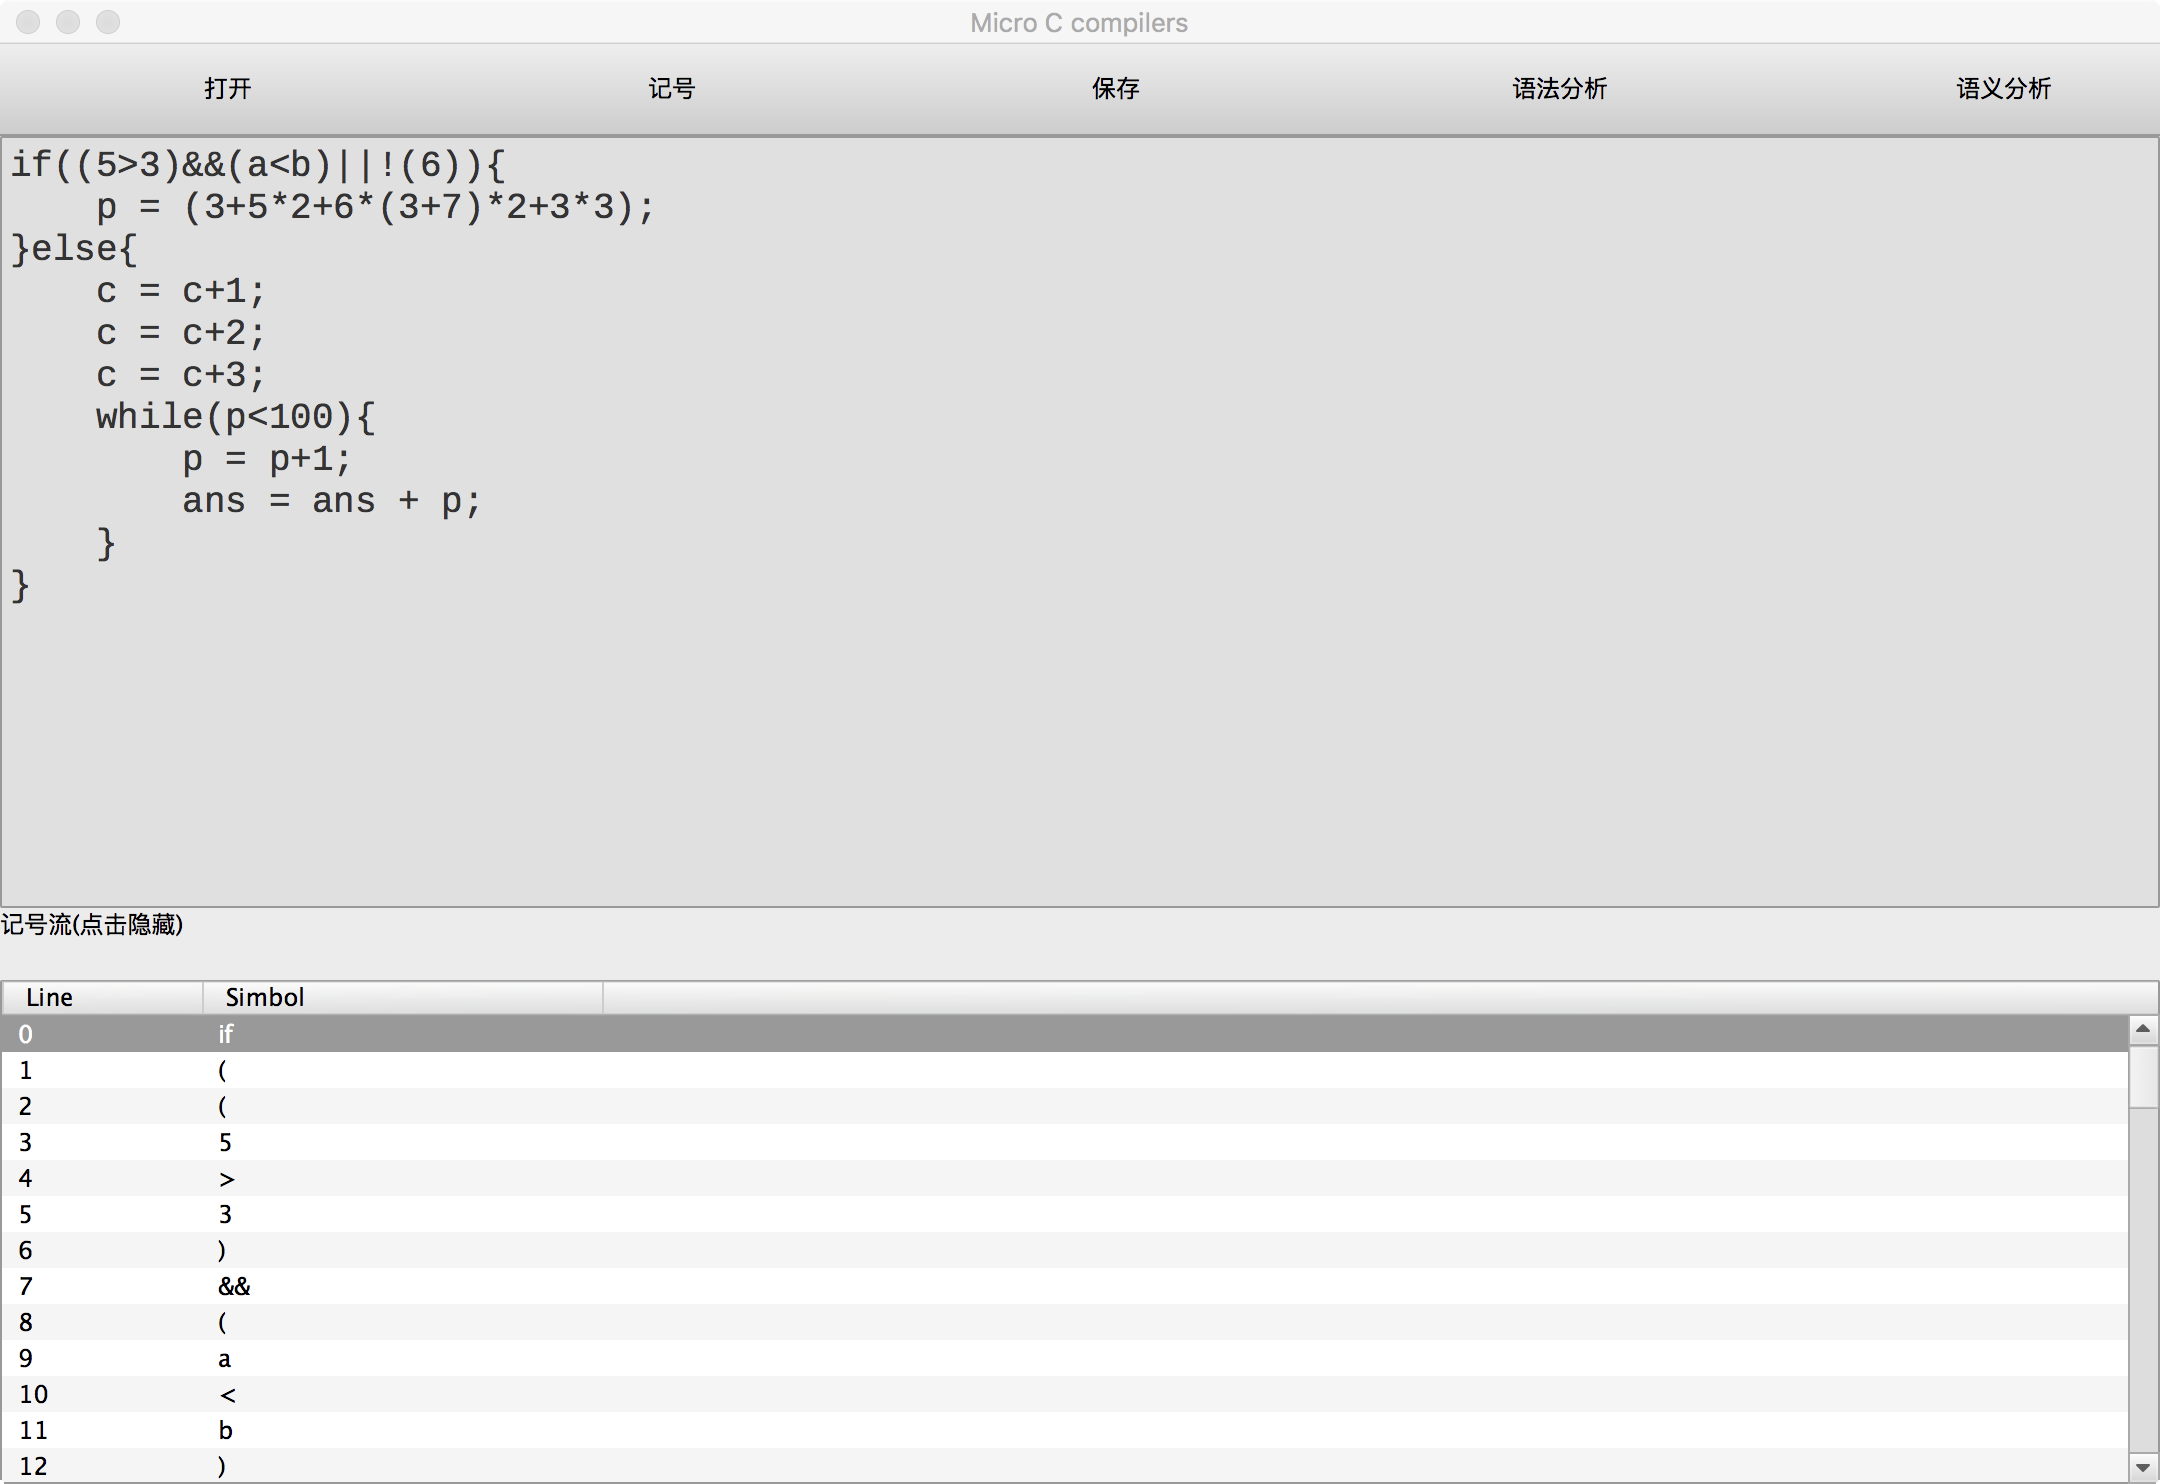 Micro C compilers
打开 记号 保存 语法分析 语义分析
if((5>3)&&(a<b)||!(6)){
    p = (3+5*2+6*(3+7)*2+3*3);
}else{
    c = c+1;
    c = c+2;
    c = c+3;
    while(p<100){
        p = p+1;
        ans = ans + p;
    }
}
记号流(点击隐藏)
Line Simbol
0 if
1 (
2 (
3 5
4 >
5 3
6 )
7 &&
8 (
9 a
10 <
11 b
12 )